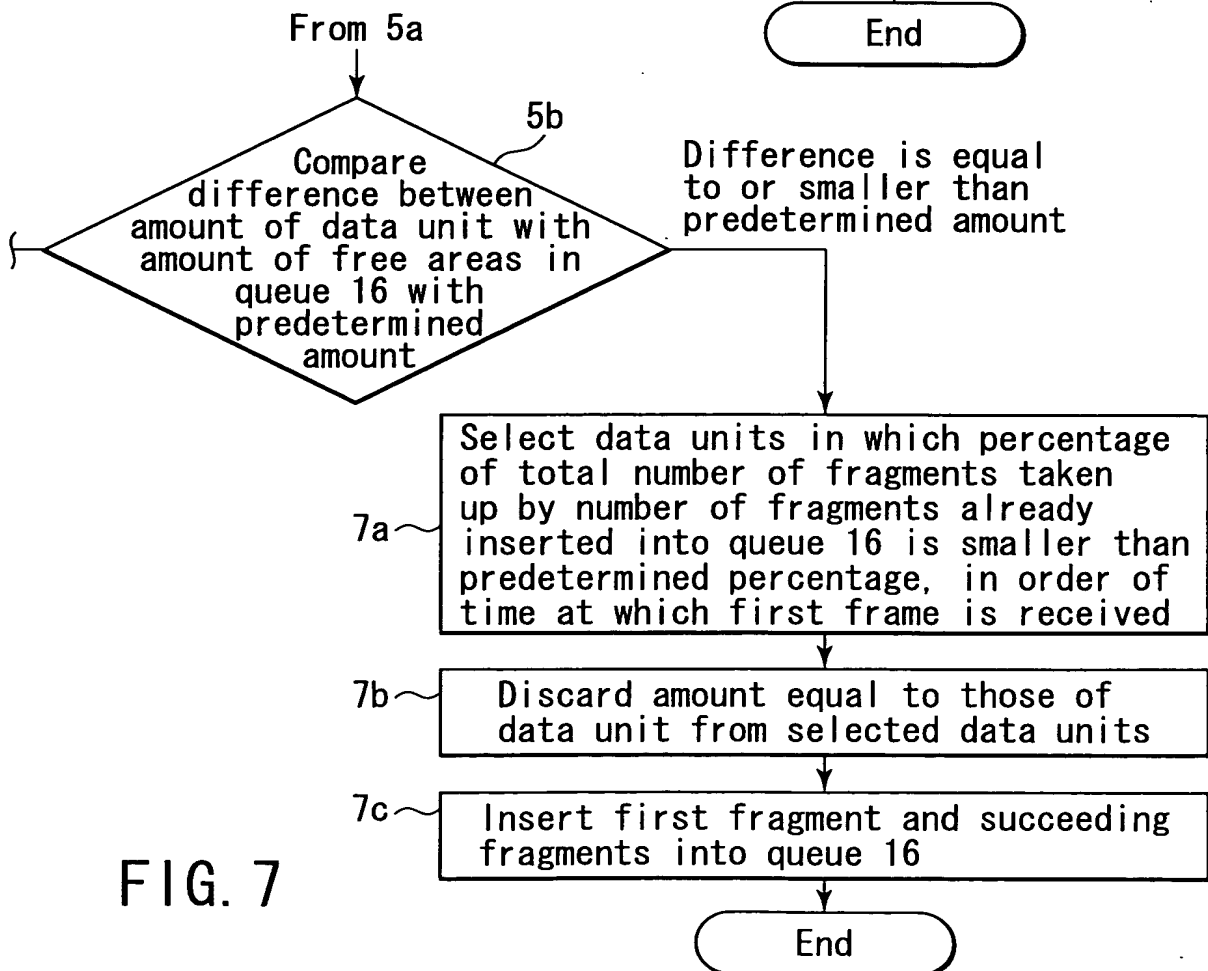 From 5a
End
5b
Compare
difference between
amount of data unit with
amount of free areas in
queue 16 with
predetermined
amount
Difference is equal
to or smaller than
predetermined amount
7a
Select data units in which percentage
of total number of fragments taken
up by number of fragments already
inserted into queue 16 is smaller than
predetermined percentage, in order of
time at which first frame is received
7b
Discard amount equal to those of
data unit from selected data units
7c
Insert first fragment and succeeding
fragments into queue 16
FIG. 7
End